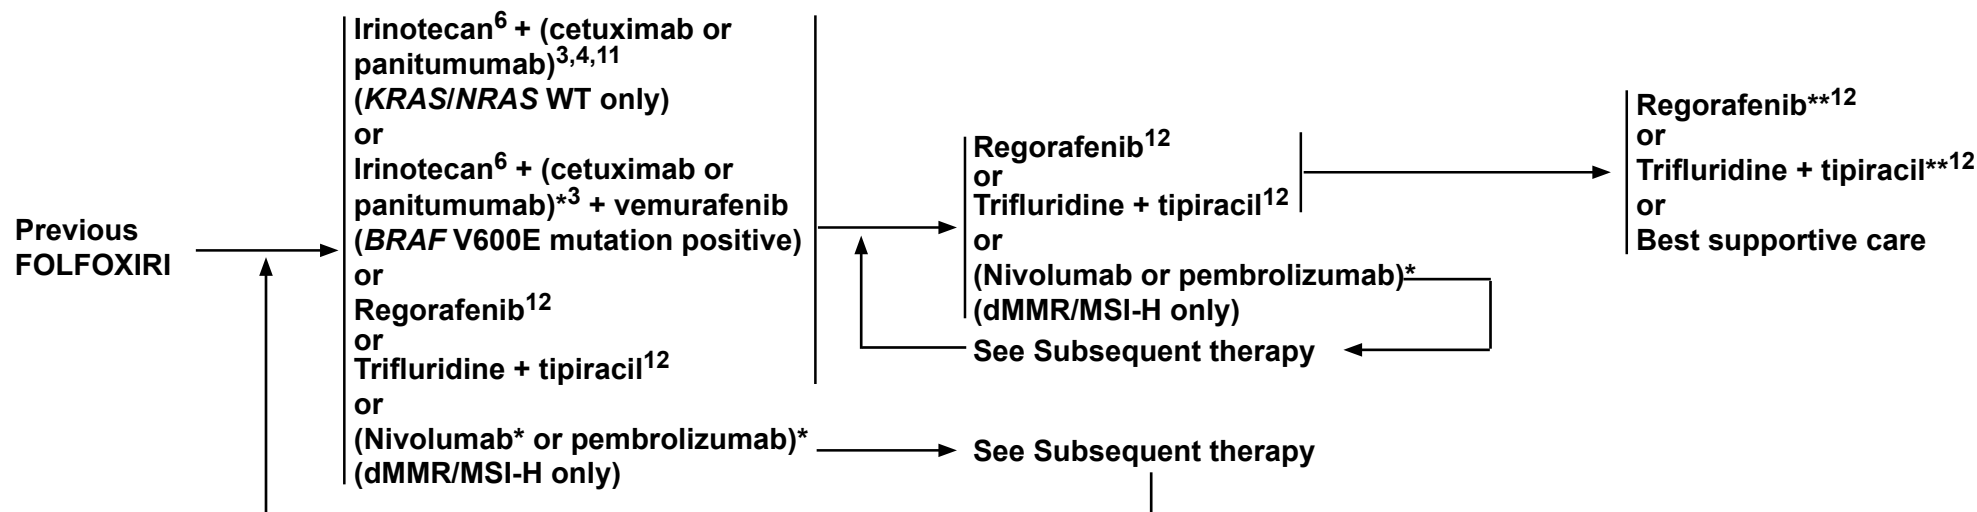 Previous
FOLFOXIRI
Irinotecan6 + (cetuximab or
panitumumab)3,4,11
(KRAS/NRAS WT only)
or
Irinotecan6 + (cetuximab or
panitumumab)*3 + vemurafenib
(BRAF V600E mutation positive)
or
Regorafenib12
or
Trifluridine + tipiracil12
or
(Nivolumab* or pembrolizumab)*
(dMMR/MSI-H only)
Regorafenib12
or
Trifluridine + tipiracil12
or
(Nivolumab or pembrolizumab)*
(dMMR/MSI-H only)
See Subsequent therapy
See Subsequent therapy
Regorafenib**12
or
Trifluridine + tipiracil**12
or
Best supportive care